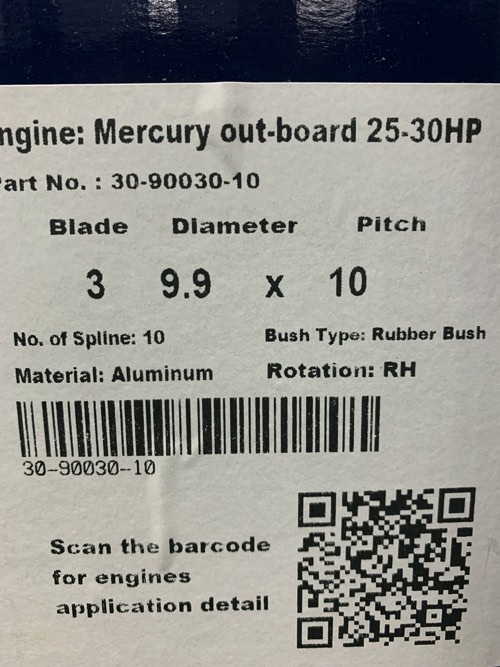 ngine: Mercury out-board 25-30HP
art No. : 30-90030-10
Blade Diameter Pitch
3 9.9 x 10
No. of Spline: 10 Bush Type: Rubber Bush
Material: Aluminum Rotation: RH
30-90030-10
Scan the barcode
for engines
application detail